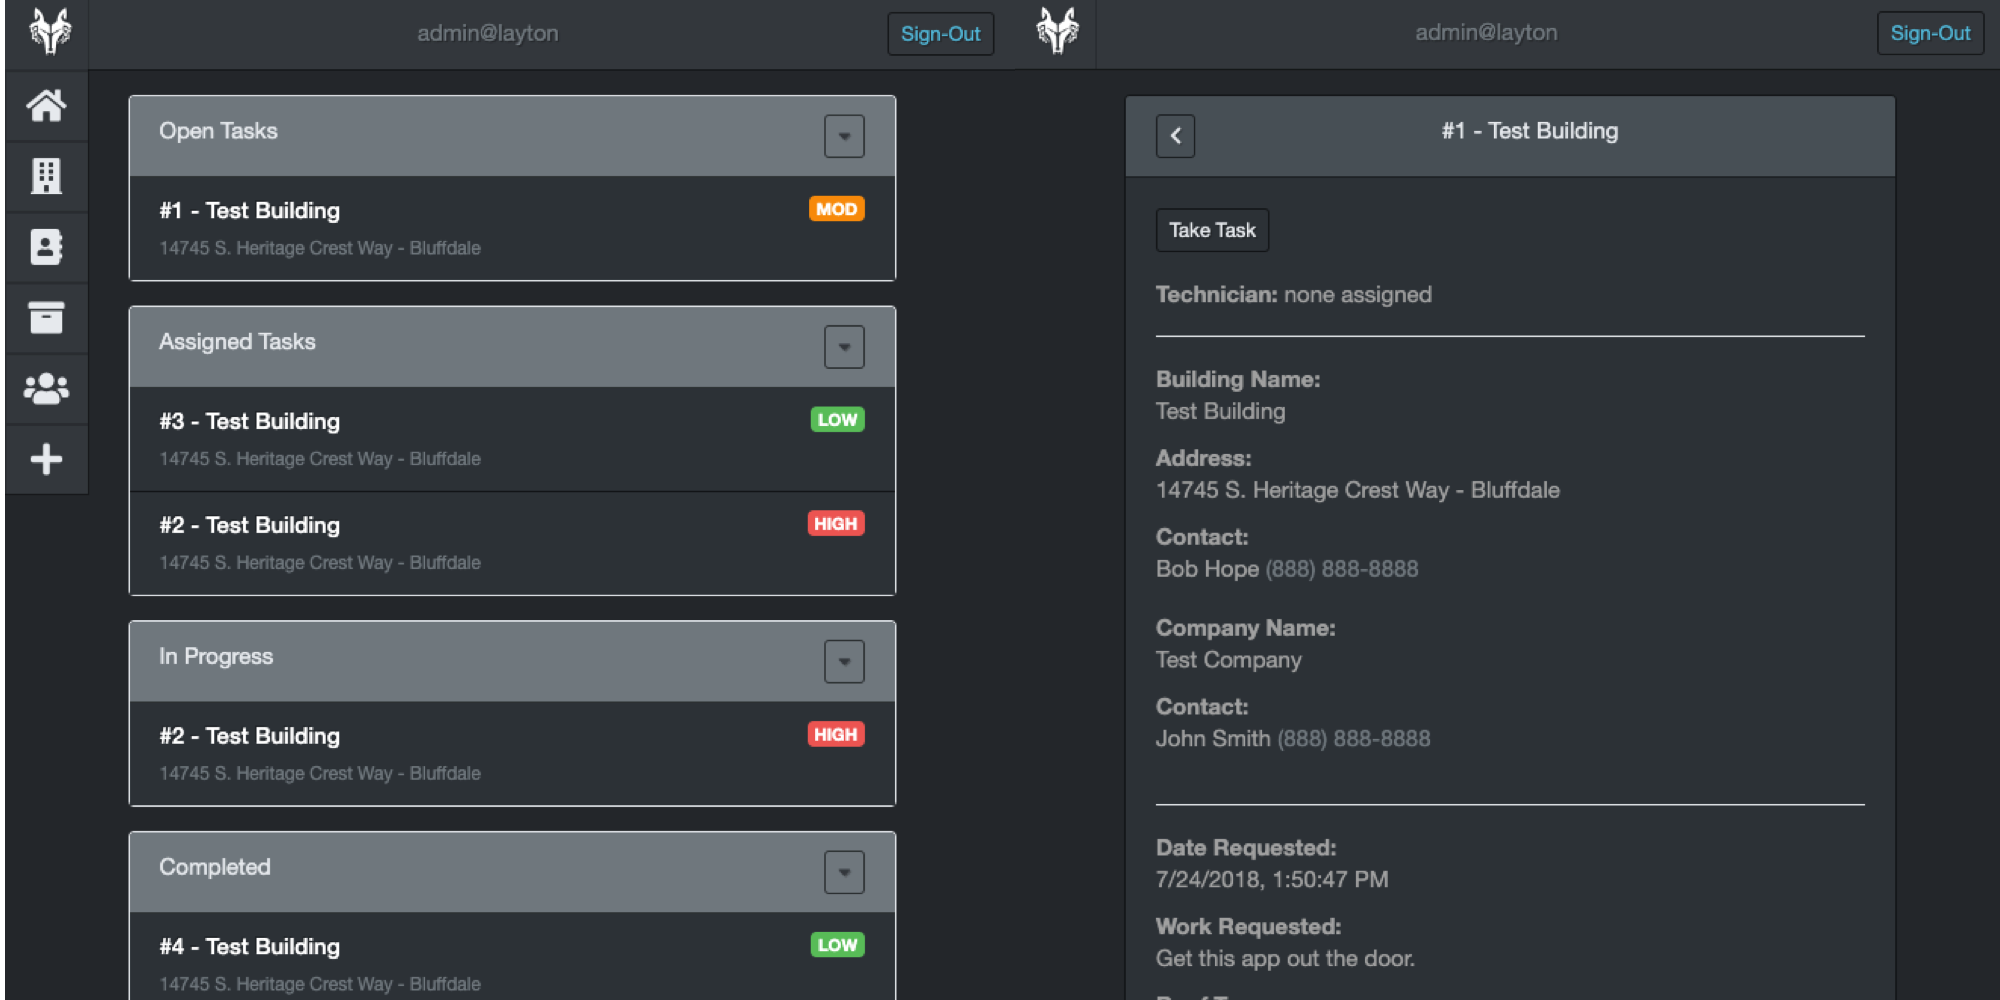 admin@layton
Sign-Out
Open Tasks
#1 - Test Building
MOD
14745 S. Heritage Crest Way - Bluffdale
Assigned Tasks
#3 - Test Building
LOW
14745 S. Heritage Crest Way - Bluffdale
#2 - Test Building
HIGH
14745 S. Heritage Crest Way - Bluffdale
In Progress
#2 - Test Building
HIGH
14745 S. Heritage Crest Way - Bluffdale
Completed
#4 - Test Building
LOW
14745 S. Heritage Crest Way - Bluffdale
admin@layton
Sign-Out
#1 - Test Building
Take Task
Technician: none assigned
Building Name:
Test Building
Address:
14745 S. Heritage Crest Way - Bluffdale
Contact:
Bob Hope (888) 888-8888
Company Name:
Test Company
Contact:
John Smith (888) 888-8888
Date Requested:
7/24/2018, 1:50:47 PM
Work Requested:
Get this app out the door.